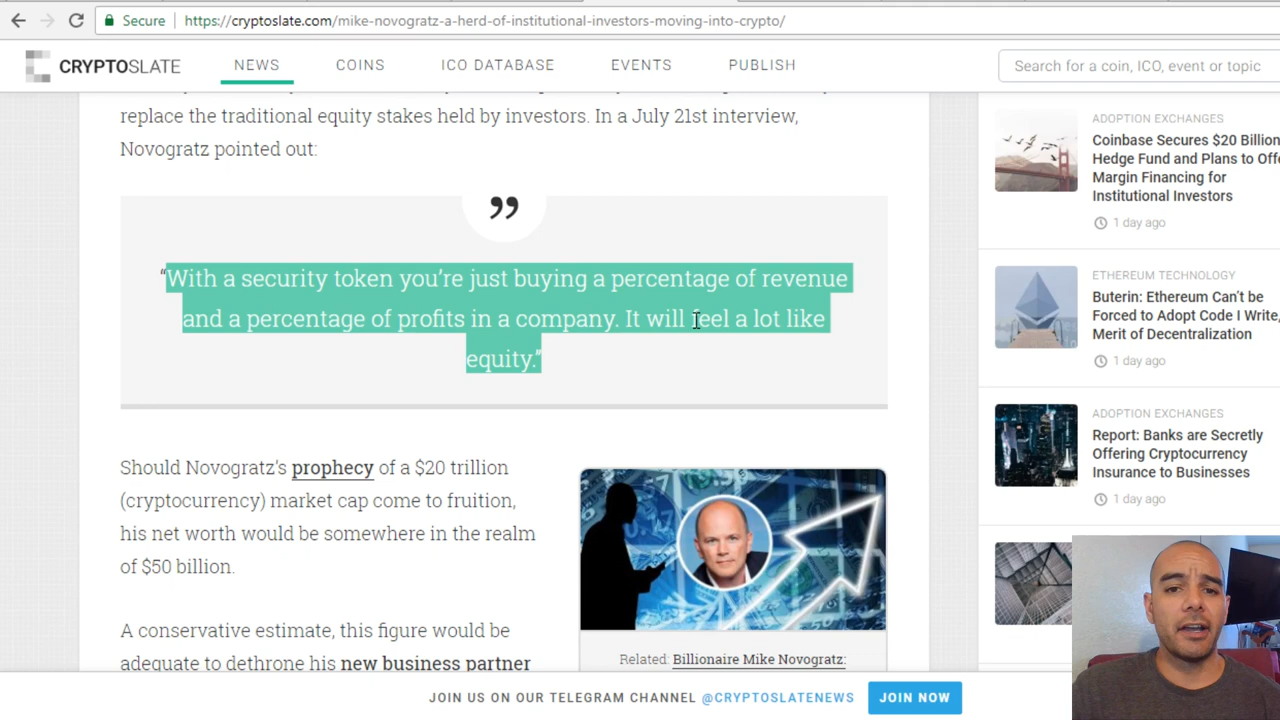 Secure
https://cryptoslate.com/mike-novogratz-a-herd-of-institutional-investors-moving-into-crypto/
CRYPTOSLATE
NEWS
COINS
ICO DATABASE
EVENTS
PUBLISH
Search for a coin, ICO, event or topic
replace the traditional equity stakes held by investors. In a July 21st interview,
Novogratz pointed out:
”
“With a security token you’re just buying a percentage of revenue
and a percentage of profits in a company. It will feel a lot like
equity.”
Should Novogratz’s prophecy of a $20 trillion
(cryptocurrency) market cap come to fruition,
his net worth would be somewhere in the realm
of $50 billion.
A conservative estimate, this figure would be
adequate to dethrone his new business partner
Related: Billionaire Mike Novogratz:
ADOPTION EXCHANGES
Coinbase Secures $20 Billion
Hedge Fund and Plans to Offe
Margin Financing for
Institutional Investors
1 day ago
ETHEREUM TECHNOLOGY
Buterin: Ethereum Can’t be
Forced to Adopt Code I Write,
Merit of Decentralization
1 day ago
ADOPTION EXCHANGES
Report: Banks are Secretly
Offering Cryptocurrency
Insurance to Businesses
1 day ago
JOIN US ON OUR TELEGRAM CHANNEL @CRYPTOSLATENEWS
JOIN NOW